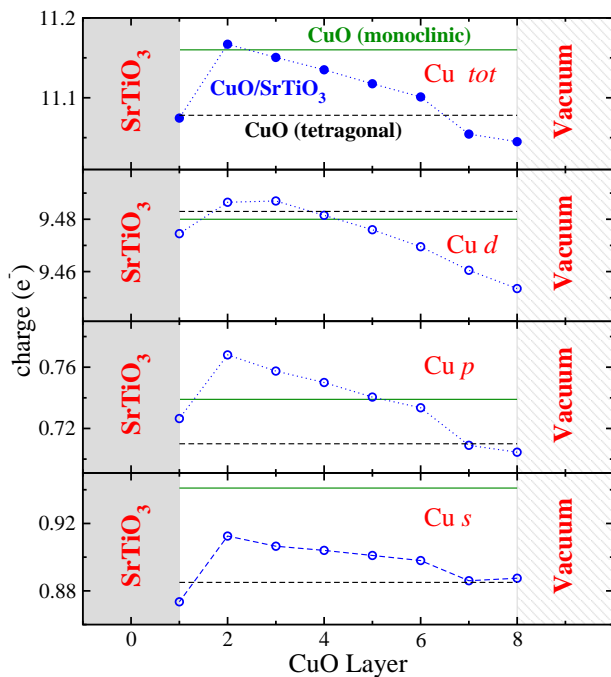 11.2
11.1
SrTiO3
CuO (monoclinic)
Cu tot
CuO/SrTiO3
CuO (tetragonal)
Vacuum
9.48
9.46
SrTiO3
Cu d
Vacuum
charge (e-)
0.76
0.72
SrTiO3
Cu p
Vacuum
0.92
0.88
SrTiO3
Cu s
Vacuum
0 2 4 6 8
CuO Layer